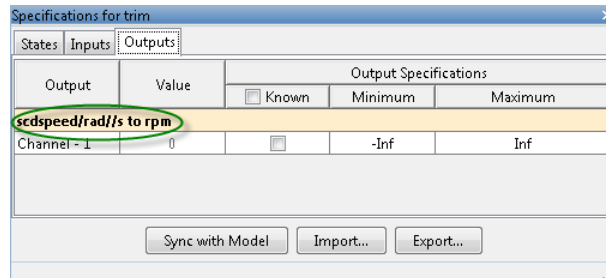 Specifications for trim
States Inputs Outputs
Output Value Output Specifications
Known Minimum Maximum
scdspeed/rad//s to rpm
Channel - 1 0 -Inf Inf
Sync with Model Import... Export...